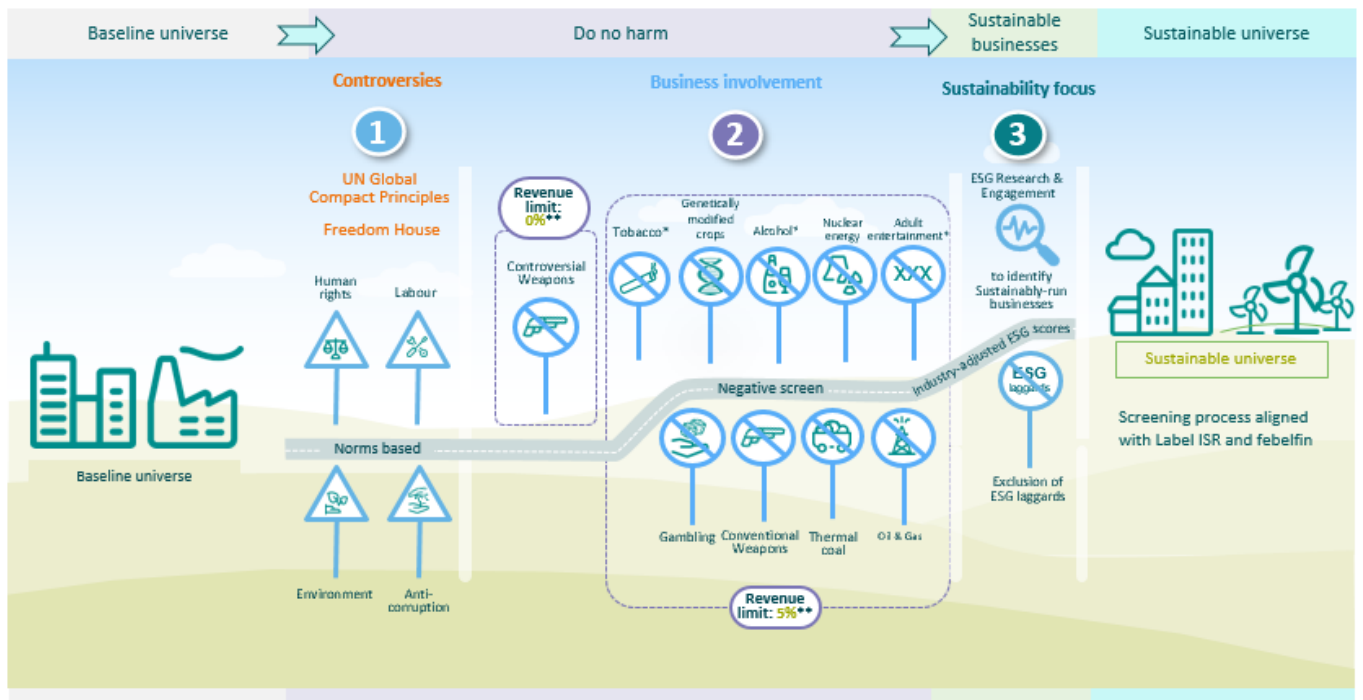 Baseline universe
Do no harm
Sustainable
businesses
Sustainable universe
Controversies
1
UN Global
Compact Principles
Freedom House
Human
rights
Labour
Norms based
Environment
Anti-
corruption
Business involvement
2
Revenue
limit:
0%**
Controversial
Weapons
Tobacco*
Genetically
modified
crops
Alcohol*
Nuclear
energy
Adult
entertainment*
XXX
Negative screen
Gambling
Conventional
Weapons
Thermal
coal
Oil & Gas
Revenue
limit: 5%**
Sustainability focus
3
ESG Research &
Engagement
to identify
Sustainably-run
businesses
Industry-adjusted ESG scores
ESG
laggards
Exclusion of
ESG laggards
Baseline universe
Sustainable universe
Screening process aligned
with Label ISR and febelfin